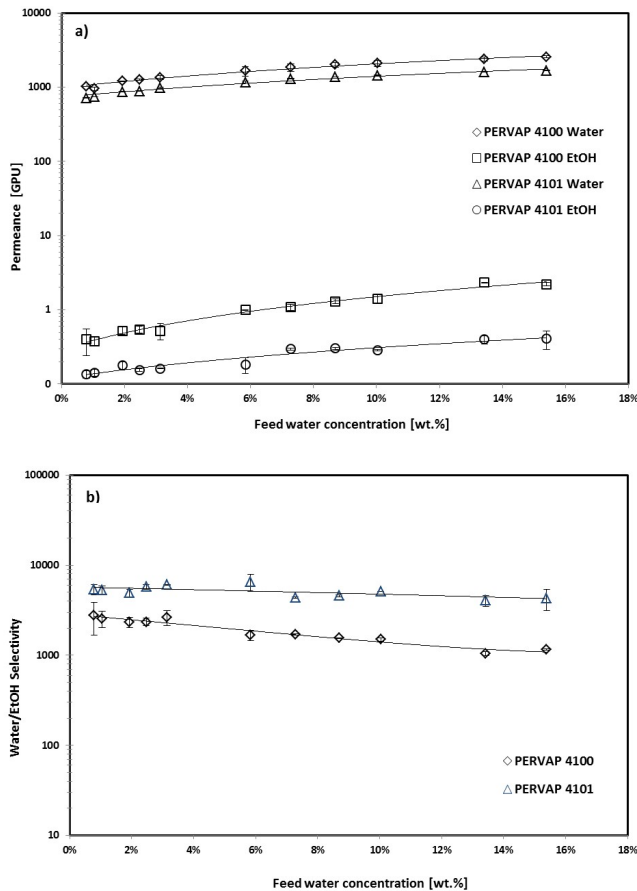 a)
10000
1000
100
10
1
0
Permeance [GPU]
PERVAP 4100 Water
PERVAP 4100 EtOH
PERVAP 4101 Water
PERVAP 4101 EtOH
0% 2% 4% 6% 8% 10% 12% 14% 16% 18%
Feed water concentration [wt.%]
b)
100000
10000
1000
100
10
Water/EtOH Selectivity
PERVAP 4100
PERVAP 4101
0% 2% 4% 6% 8% 10% 12% 14% 16% 18%
Feed water concentration [wt.%]